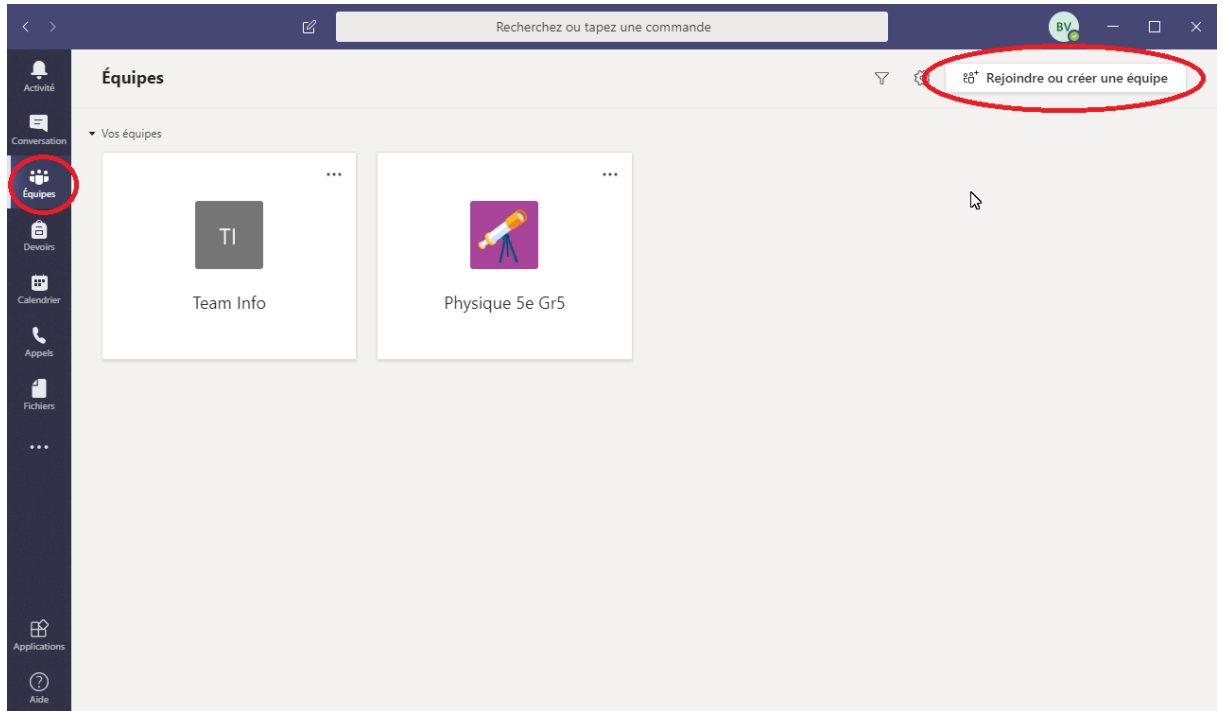 Recherchez ou tapez une commande
BV
Activité
Équipes
Rejoindre ou créer une équipe
Conversation
Vos équipes
Équipes
Devoirs
Calendrier
Appels
Fichiers
TI
Team Info
Physique 5e Gr5
Applications
Aide